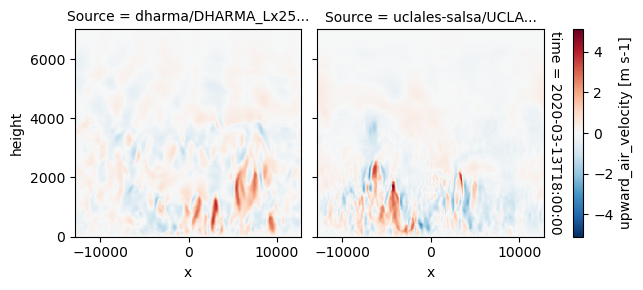 Source = dharma/DHARMA_Lx25...
Source = uclales-salsa/UCLA...
height
6000
4000
2000
0
−10000
0
10000
x
−10000
0
10000
x
time = 2020-03-13T18:00:00
4
2
0
−2
−4
upward_air_velocity [m s-1]